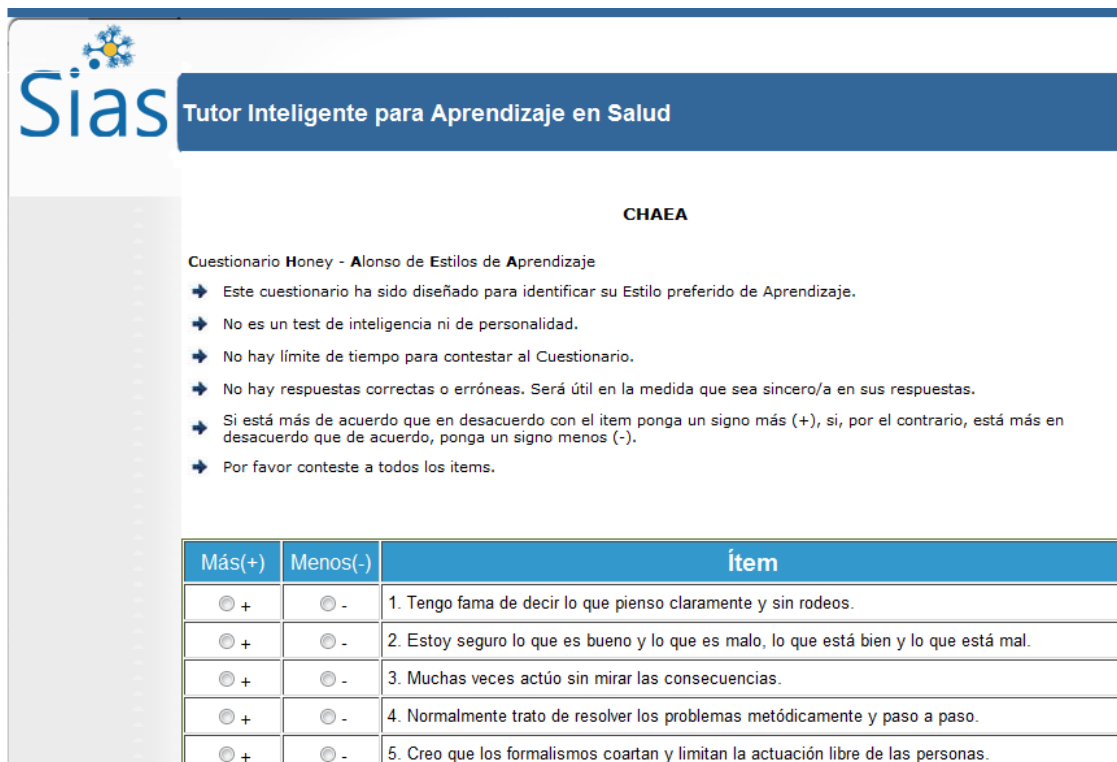 Sias
Tutor Inteligente para Aprendizaje en Salud
CHAEA
Cuestionario Honey - Alonso de Estilos de Aprendizaje
Este cuestionario ha sido diseñado para identificar su Estilo preferido de Aprendizaje.
No es un test de inteligencia ni de personalidad.
No hay límite de tiempo para contestar al Cuestionario.
No hay respuestas correctas o erróneas. Será útil en la medida que sea sincero/a en sus respuestas.
Si está más de acuerdo que en desacuerdo con el item ponga un signo más (+), si, por el contrario, está más en
desacuerdo que de acuerdo, ponga un signo menos (-).
Por favor conteste a todos los items.
Más(+) Menos(-) Ítem
+ - 1. Tengo fama de decir lo que pienso claramente y sin rodeos.
+ - 2. Estoy seguro lo que es bueno y lo que es malo, lo que está bien y lo que está mal.
+ - 3. Muchas veces actúo sin mirar las consecuencias.
+ - 4. Normalmente trato de resolver los problemas metódicamente y paso a paso.
+ - 5. Creo que los formalismos coartan y limitan la actuación libre de las personas.